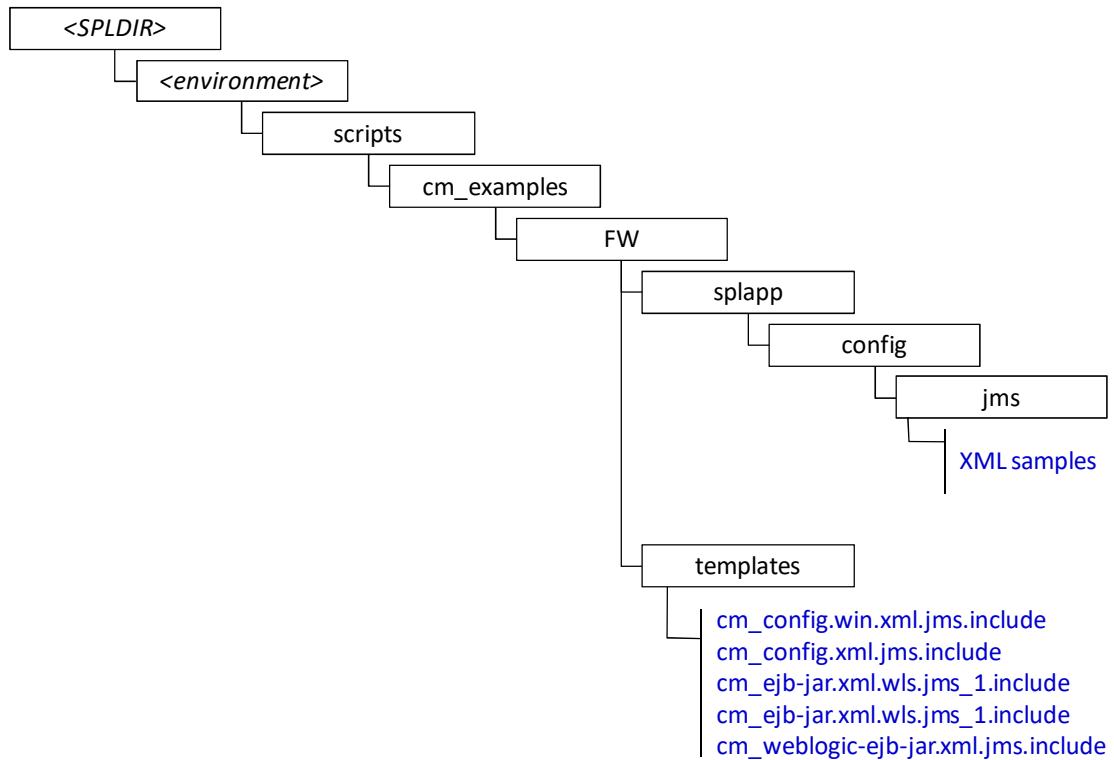 <SPLDIR>
<environment>
scripts
cm_examples
FW
splapp
config
jms
XML samples
templates
cm_config.win.xml.jms.include
cm_config.xml.jms.include
cm_ejb-jar.xml.wls.jms_1.include
cm_ejb-jar.xml.wls.jms_1.include
cm_weblogic-ejb-jar.xml.jms.include